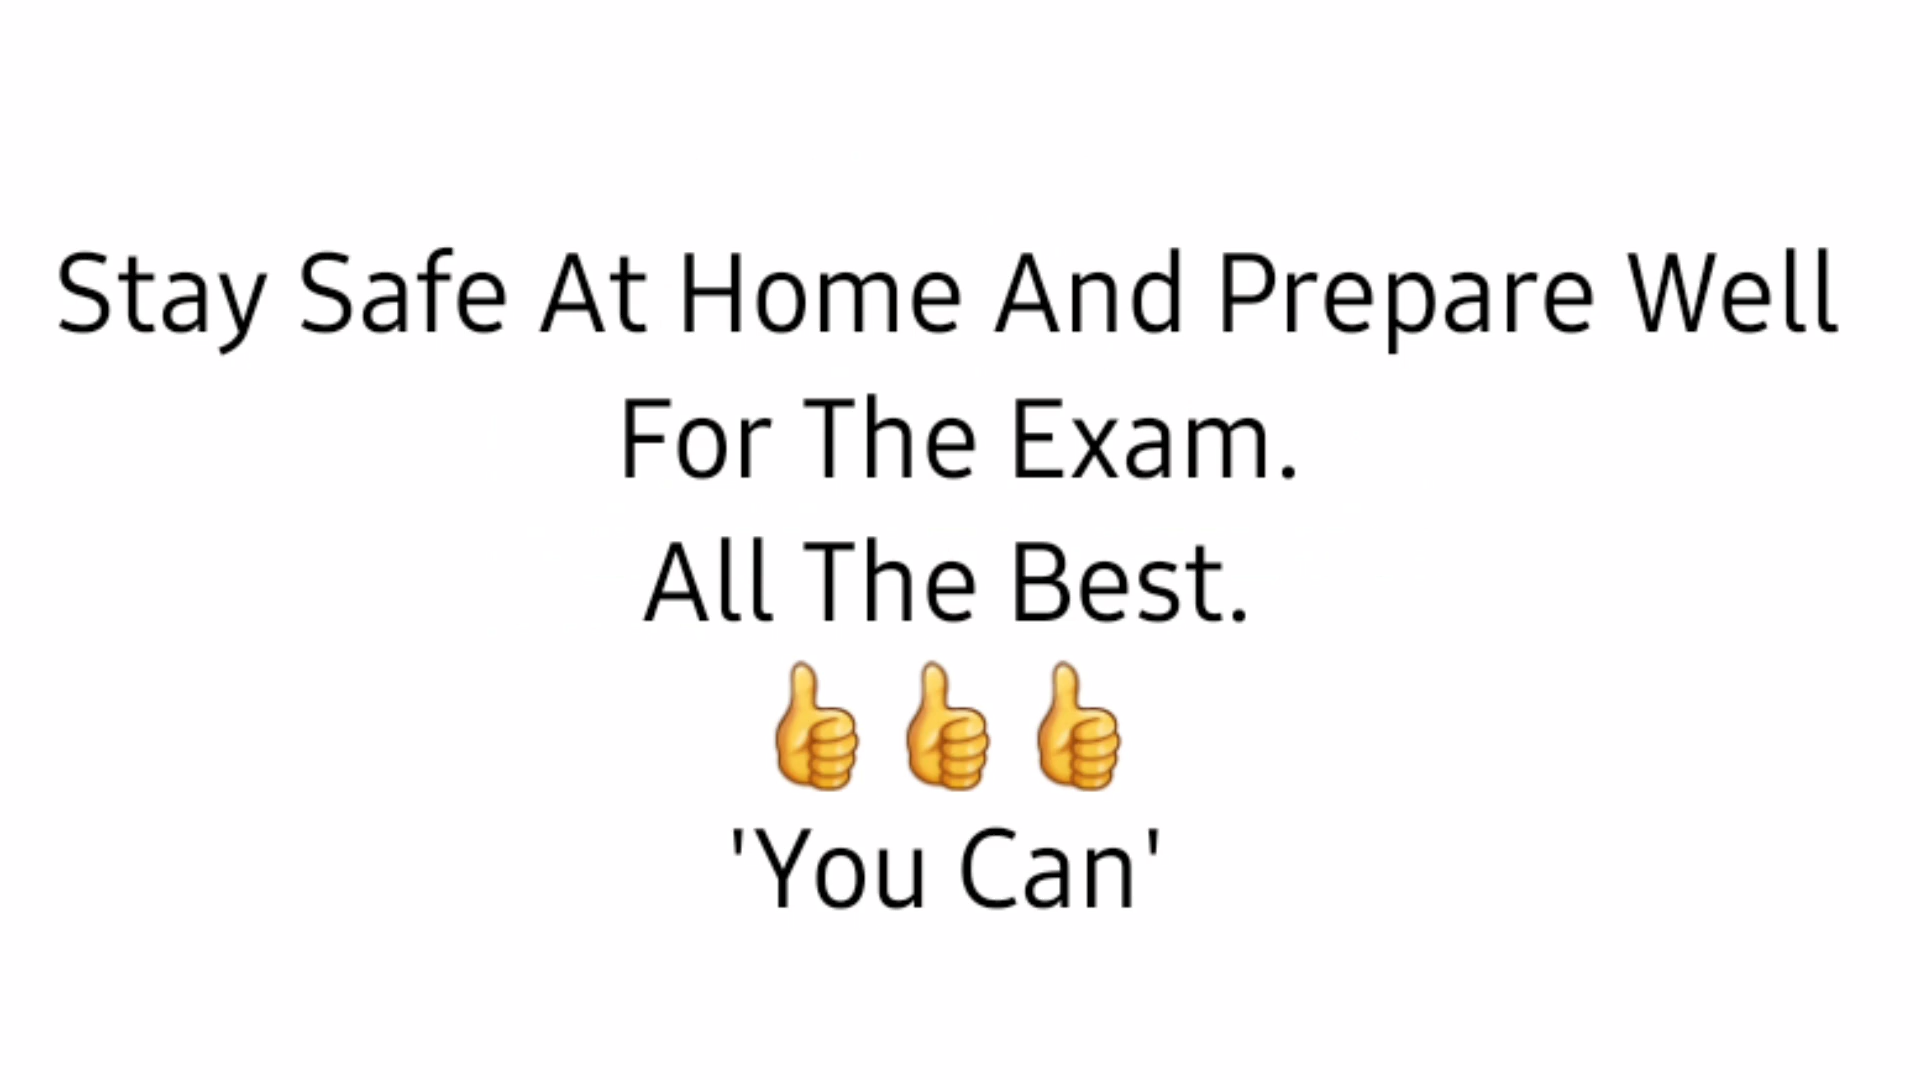 Stay Safe At Home And Prepare Well
For The Exam.
All The Best.
👍👍👍
'You Can'